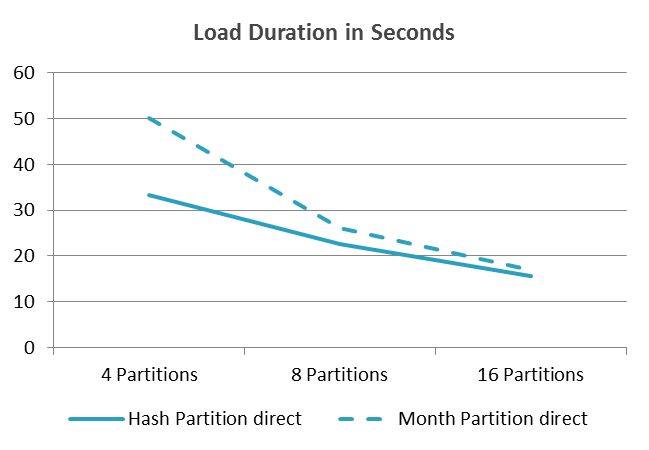 Load Duration in Seconds
60
50
40
30
20
10
0
4 Partitions 8 Partitions 16 Partitions
Hash Partition direct Month Partition direct